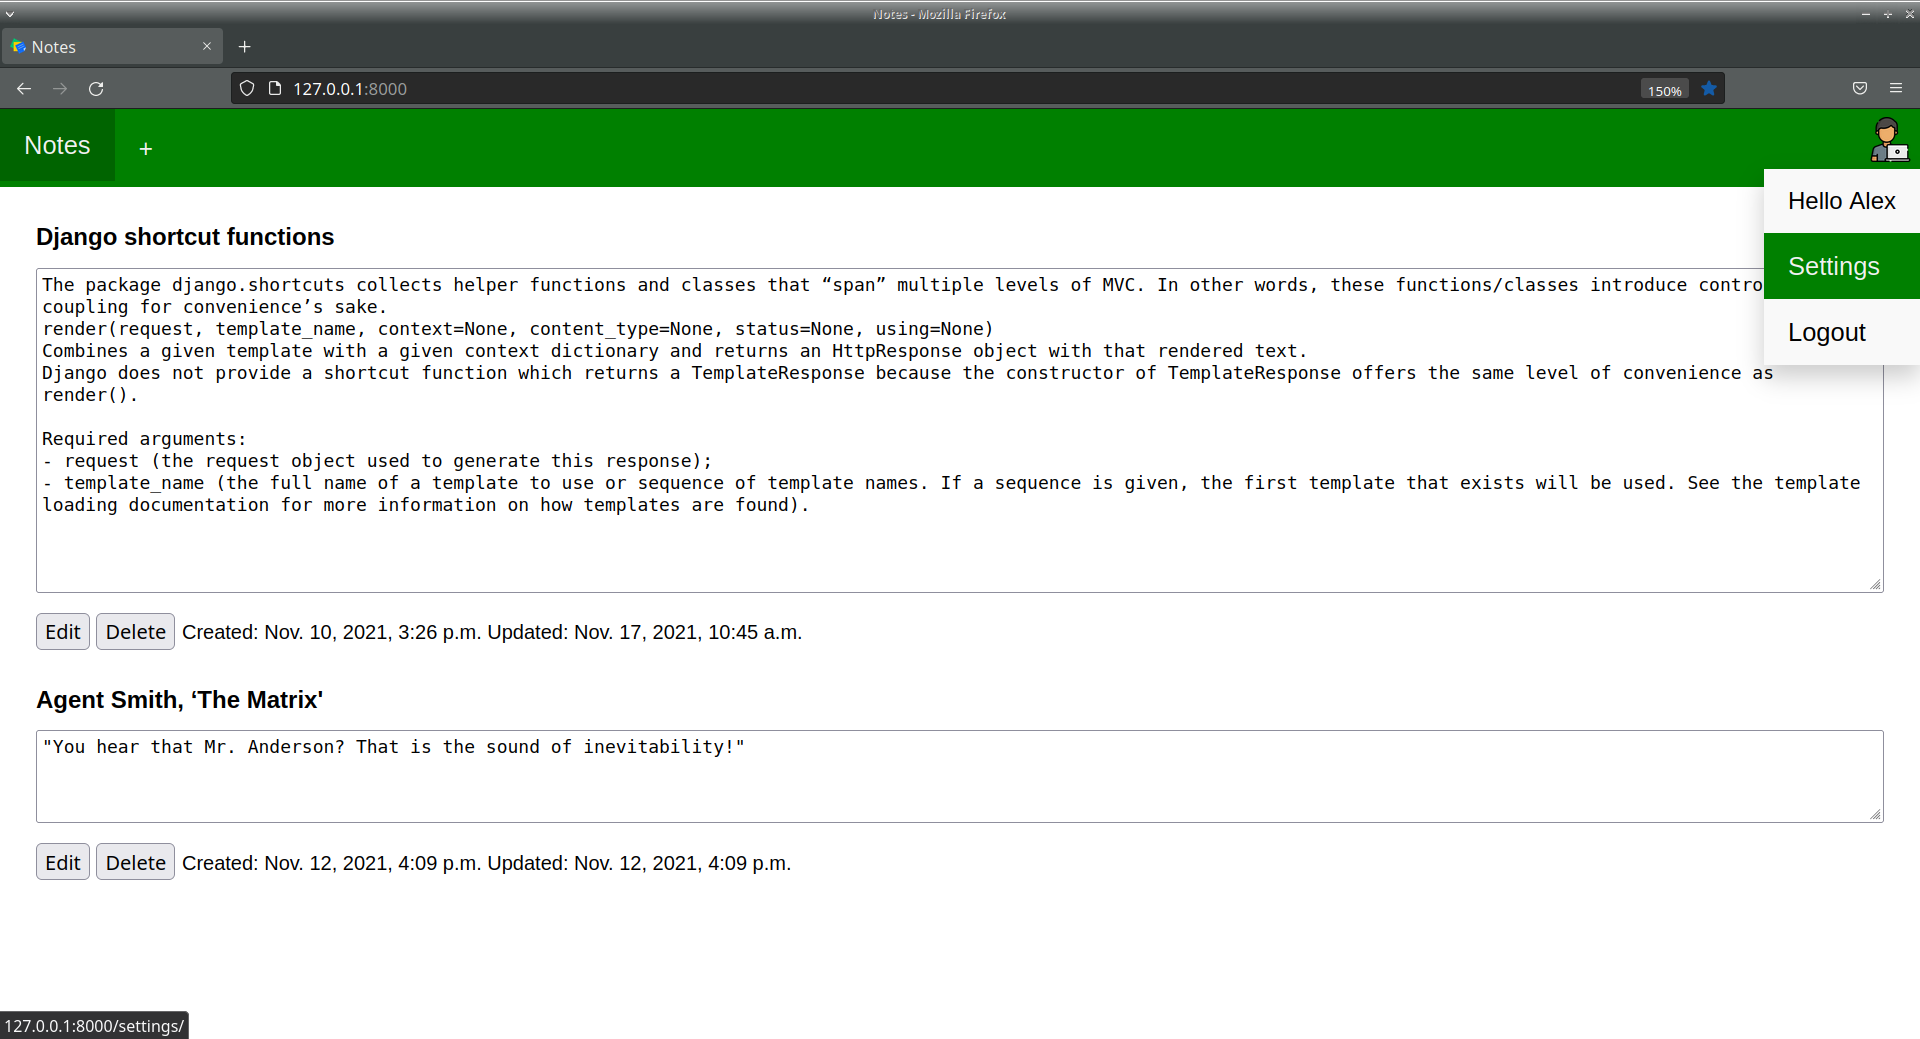 Notes - Mozilla Firefox
Notes
127.0.0.1:8000
150%
Notes
+
Hello Alex
Settings
Logout
Django shortcut functions
The package django.shortcuts collects helper functions and classes that “span” multiple levels of MVC. In other words, these functions/classes introduce contro
coupling for convenience’s sake.
render(request, template_name, context=None, content_type=None, status=None, using=None)
Combines a given template with a given context dictionary and returns an HttpResponse object with that rendered text.
Django does not provide a shortcut function which returns a TemplateResponse because the constructor of TemplateResponse offers the same level of convenience as
render().
Required arguments:
- request (the request object used to generate this response);
- template_name (the full name of a template to use or sequence of template names. If a sequence is given, the first template that exists will be used. See the template
loading documentation for more information on how templates are found).
Edit Delete Created: Nov. 10, 2021, 3:26 p.m. Updated: Nov. 17, 2021, 10:45 a.m.
Agent Smith, ‘The Matrix'
"You hear that Mr. Anderson? That is the sound of inevitability!"
Edit Delete Created: Nov. 12, 2021, 4:09 p.m. Updated: Nov. 12, 2021, 4:09 p.m.
127.0.0.1:8000/settings/